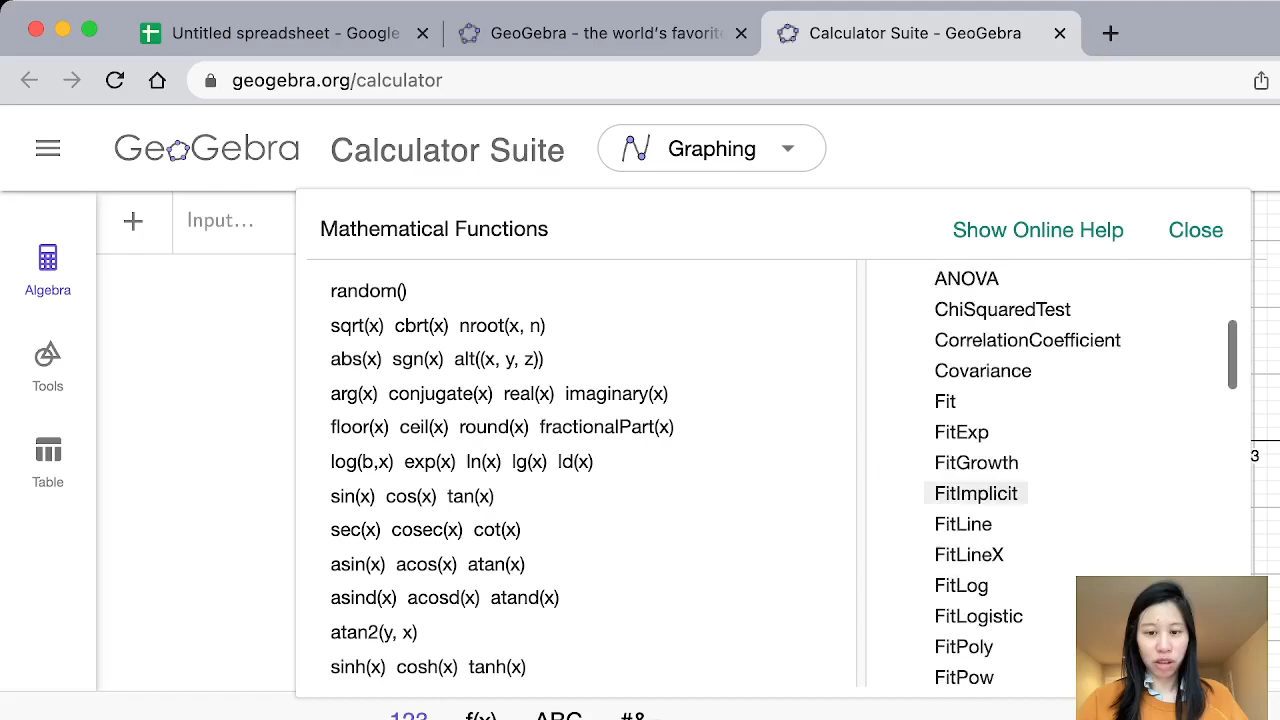 Untitled spreadsheet - Google
GeoGebra - the world's favorite
Calculator Suite - GeoGebra
geogebra.org/calculator
GeoGebra
Calculator Suite
Graphing
Input...
Algebra
Tools
Table
Mathematical Functions
Show Online Help
Close
random()
sqrt(x) cbrt(x) nroot(x, n)
abs(x) sgn(x) alt((x, y, z))
arg(x) conjugate(x) real(x) imaginary(x)
floor(x) ceil(x) round(x) fractionalPart(x)
log(b,x) exp(x) ln(x) lg(x) ld(x)
sin(x) cos(x) tan(x)
sec(x) cosec(x) cot(x)
asin(x) acos(x) atan(x)
asind(x) acosd(x) atand(x)
atan2(y, x)
sinh(x) cosh(x) tanh(x)
ANOVA
ChiSquaredTest
CorrelationCoefficient
Covariance
Fit
FitExp
FitGrowth
FitImplicit
FitLine
FitLineX
FitLog
FitLogistic
FitPoly
FitPow
3
123 f(x) ABC #&¬